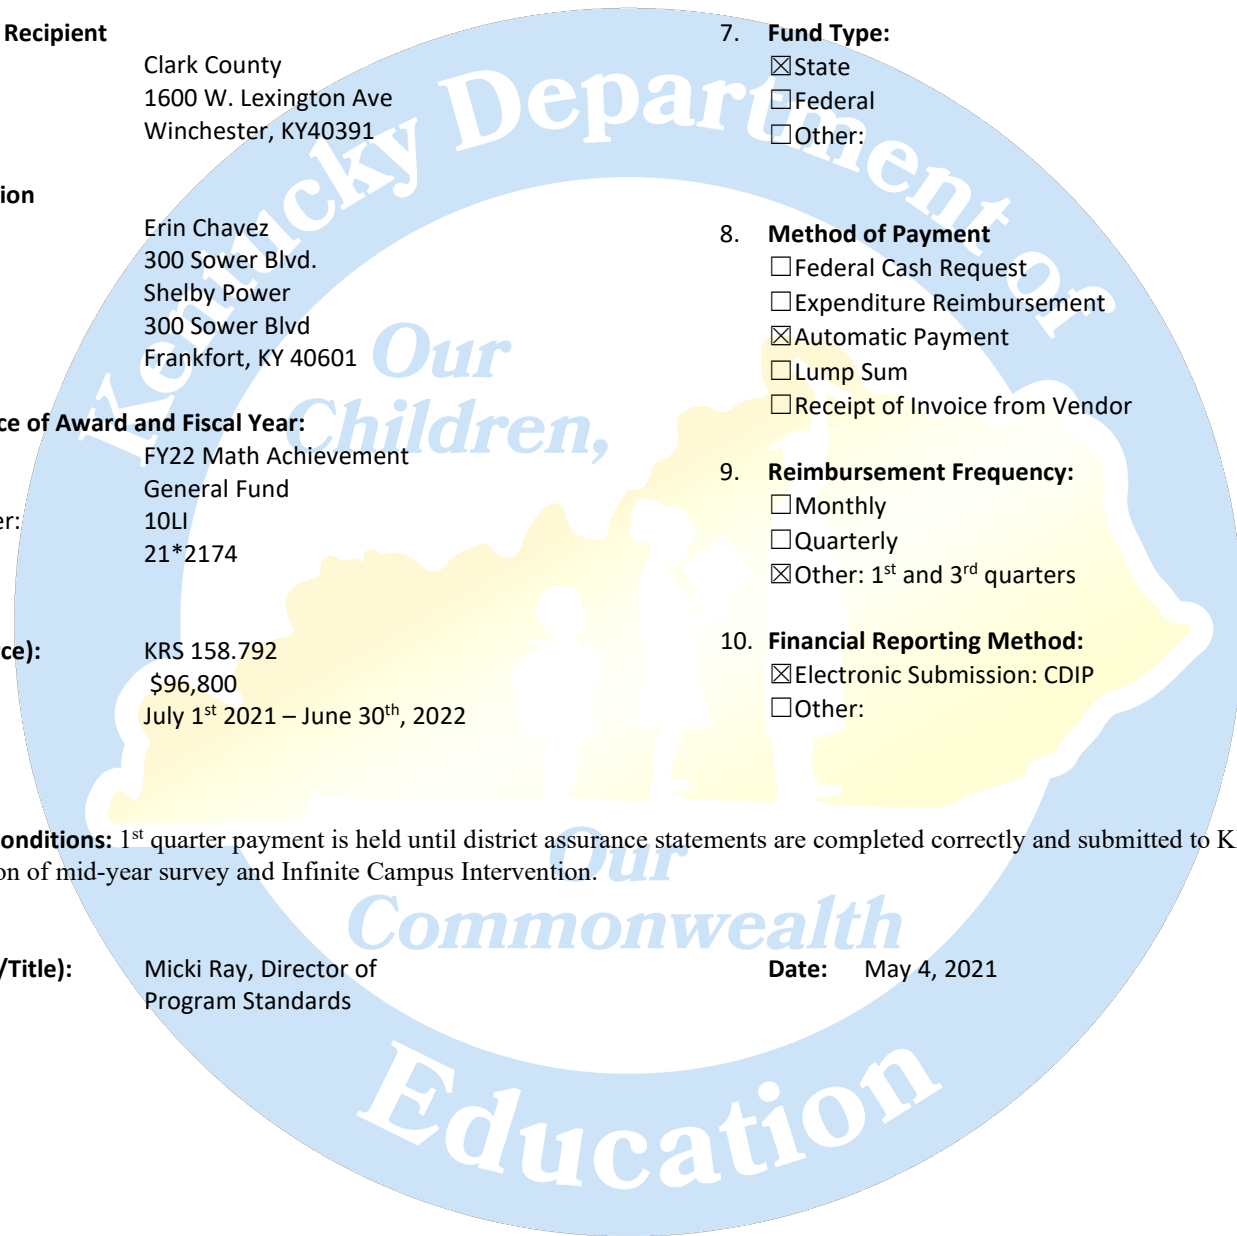 Recipient
Clark County
1600 W. Lexington Ave
Winchester, KY40391
tion
Erin Chavez
300 Sower Blvd.
Shelby Power
300 Sower Blvd
Frankfort, KY 40601
ce of Award and Fiscal Year:
FY22 Math Achievement
General Fund
er: 10LI
21*2174
rce): KRS 158.792
$96,800
July 1st 2021 – June 30th, 2022
7. Fund Type:
☒State
☐Federal
☐Other:
8. Method of Payment
☐Federal Cash Request
☐Expenditure Reimbursement
☒Automatic Payment
☐Lump Sum
☐Receipt of Invoice from Vendor
9. Reimbursement Frequency:
☐Monthly
☐Quarterly
☒Other: 1st and 3rd quarters
10. Financial Reporting Method:
☒Electronic Submission: CDIP
☐Other:
onditions: 1st quarter payment is held until district assurance statements are completed correctly and submitted to K
on of mid-year survey and Infinite Campus Intervention.
/Title): Micki Ray, Director of
Program Standards
Date: May 4, 2021
Kentucky Department of
Education
Our
Children,
Our
Commonwealth